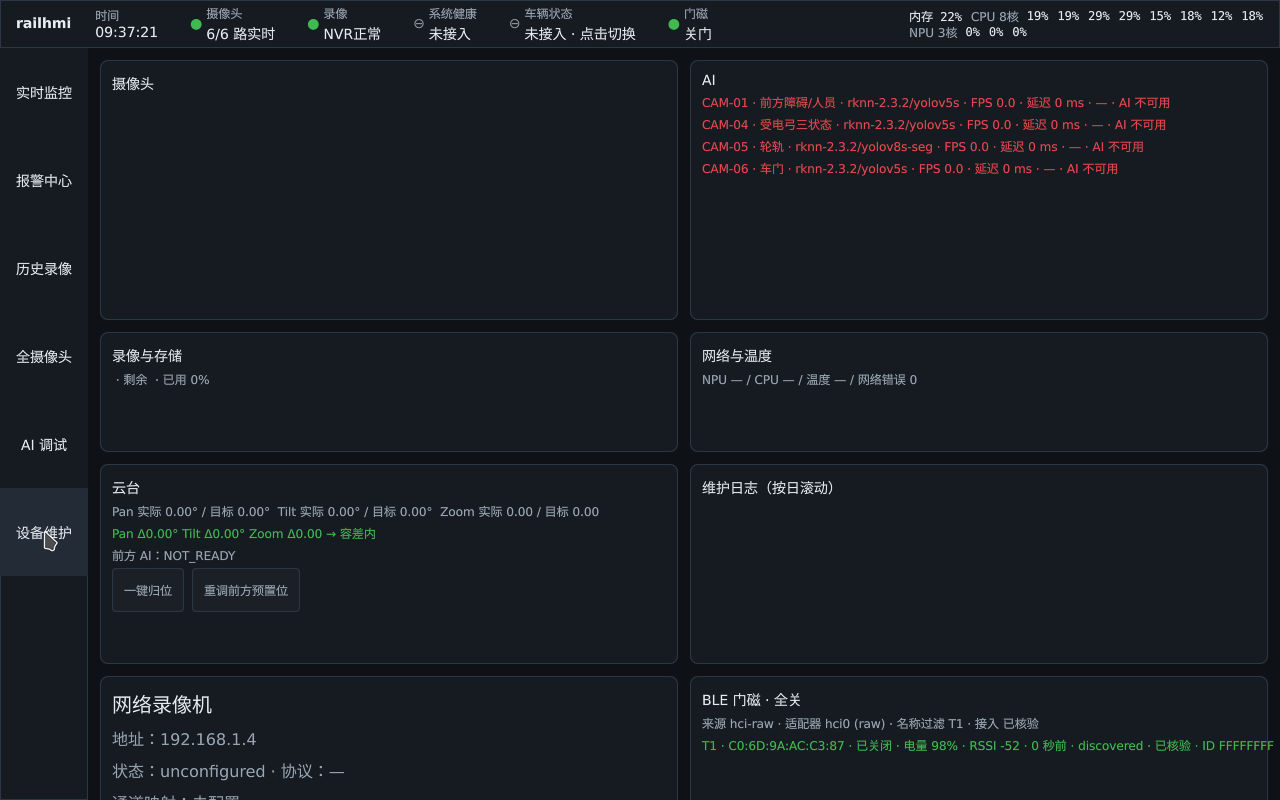 railhmi
时间
09:37:21
摄像头
6/6 路实时
录像
NVR正常
系统健康
未接入
车辆状态
未接入 · 点击切换
门磁
关门
内存 22% CPU 8核 19% 19% 29% 29% 15% 18% 12% 18%
NPU 3核 0% 0% 0%
实时监控
报警中心
历史录像
全摄像头
AI 调试
设备维护
摄像头
AI
CAM-01 · 前方障碍/人员 · rknn-2.3.2/yolov5s · FPS 0.0 · 延迟 0 ms · — · AI 不可用
CAM-04 · 受电弓三状态 · rknn-2.3.2/yolov5s · FPS 0.0 · 延迟 0 ms · — · AI 不可用
CAM-05 · 轮轨 · rknn-2.3.2/yolov8s-seg · FPS 0.0 · 延迟 0 ms · — · AI 不可用
CAM-06 · 车门 · rknn-2.3.2/yolov5s · FPS 0.0 · 延迟 0 ms · — · AI 不可用
录像与存储
· 剩余 · 已用 0%
网络与温度
NPU — / CPU — / 温度 — / 网络错误 0
云台
Pan 实际 0.00° / 目标 0.00° Tilt 实际 0.00° / 目标 0.00° Zoom 实际 0.00 / 目标 0.00
Pan Δ0.00° Tilt Δ0.00° Zoom Δ0.00 → 容差内
前方 AI：NOT_READY
一键归位
重调前方预置位
维护日志（按日滚动）
网络录像机
地址：192.168.1.4
状态：unconfigured · 协议：—
通道映射：未配置
BLE 门磁 · 全关
来源 hci-raw · 适配器 hci0 (raw) · 名称过滤 T1 · 接入 已核验
T1 · C0:6D:9A:AC:C3:87 · 已关闭 · 电量 98% · RSSI -52 · 0 秒前 · discovered · 已核验 · ID FFFFFFFF